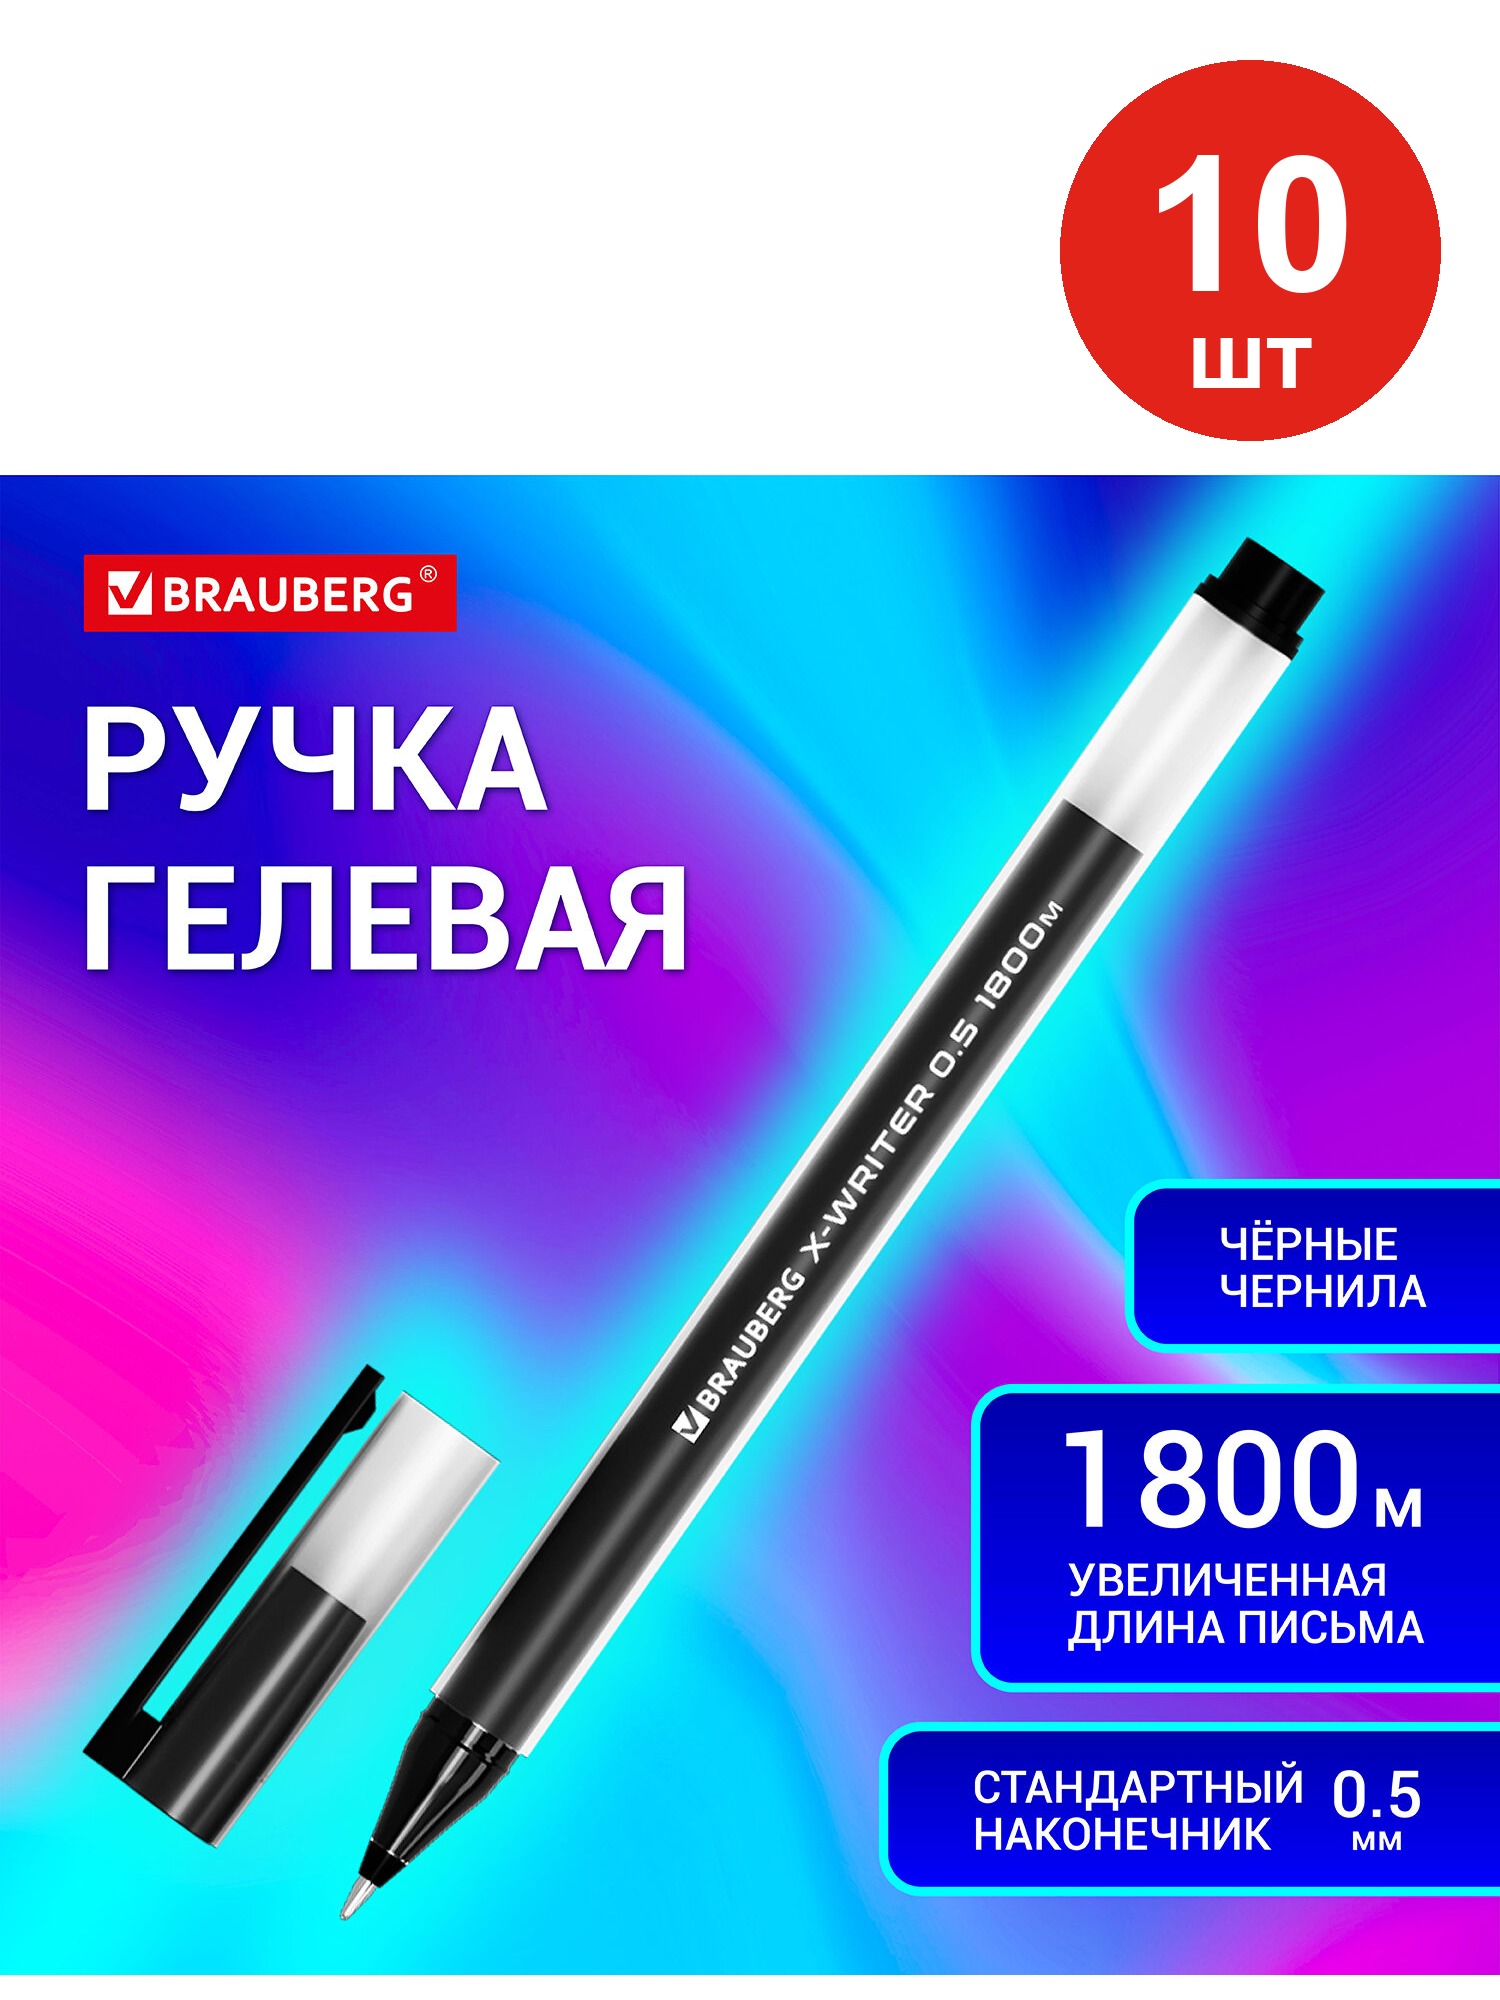 10
шт
BRAUBERG®
РУЧКА
ГЕЛЕВАЯ
BRAUBERG X-WRITER 0.5 1800м
ЧЁРНЫЕ
ЧЕРНИЛА
1800 м
УВЕЛИЧЕННАЯ
ДЛИНА ПИСЬМА
СТАНДАРТНЫЙ
НАКОНЕЧНИК
0.5
мм